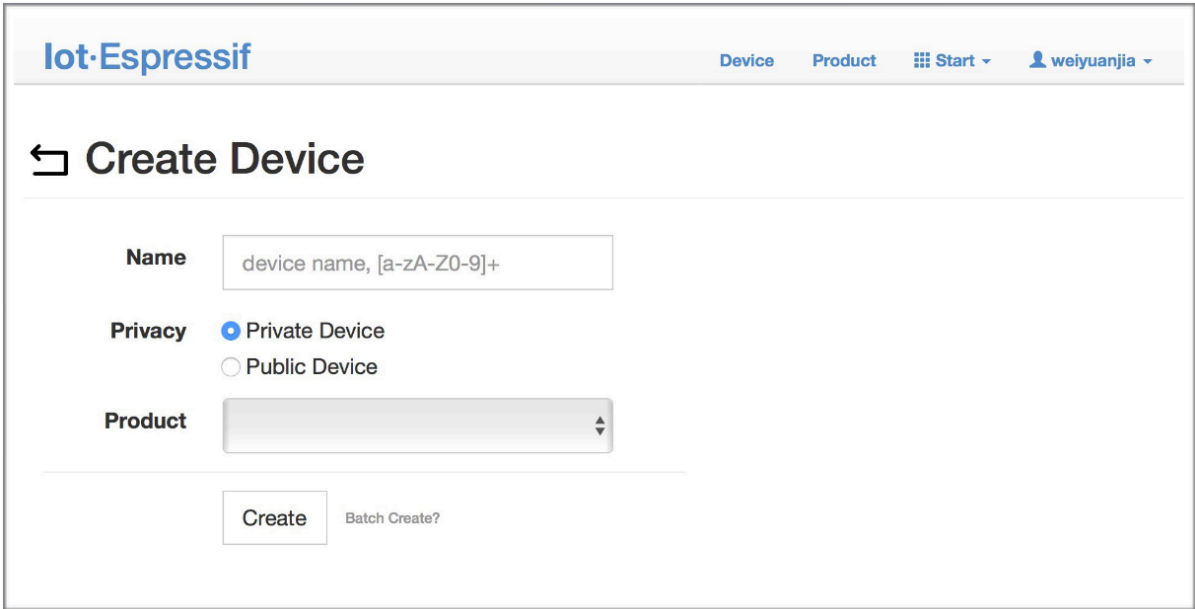 Iot·Espressif
Device Product Start weiyuanjia
Create Device
Name device name, [a-zA-Z0-9]+
Privacy Private Device
Public Device
Product
Create Batch Create?